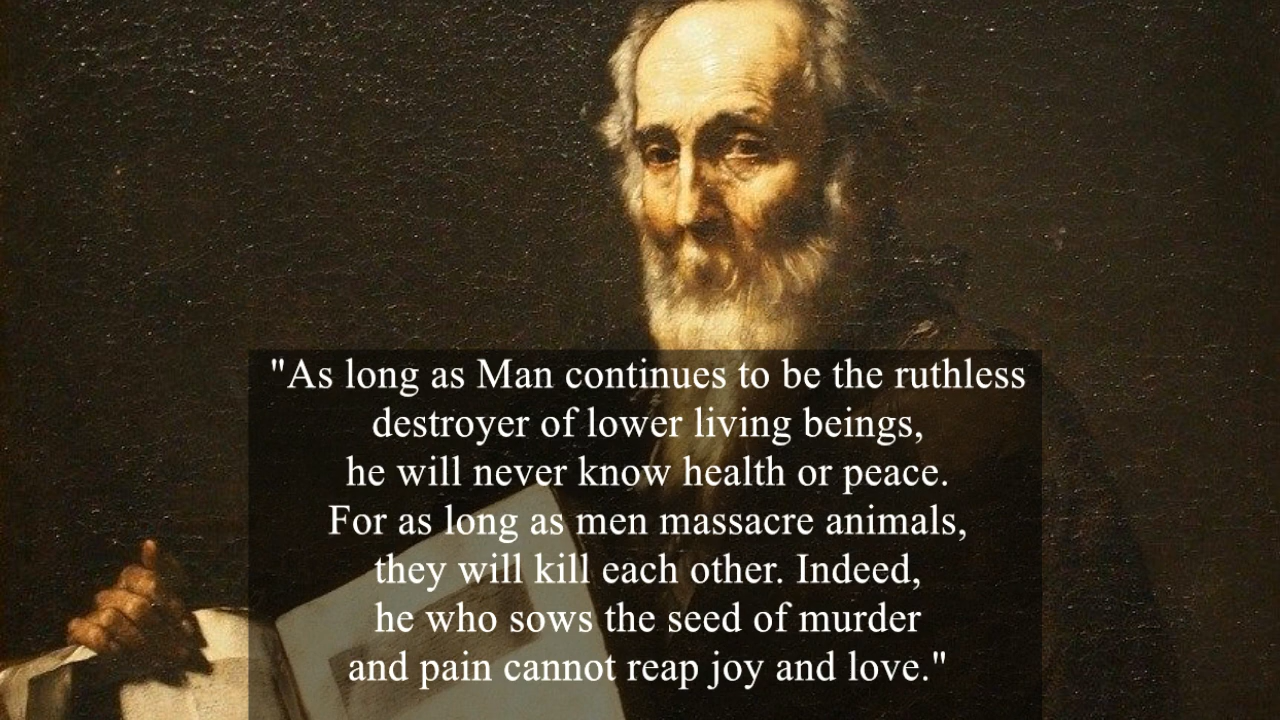 "As long as Man continues to be the ruthless
destroyer of lower living beings,
he will never know health or peace.
For as long as men massacre animals,
they will kill each other. Indeed,
he who sows the seed of murder
and pain cannot reap joy and love."